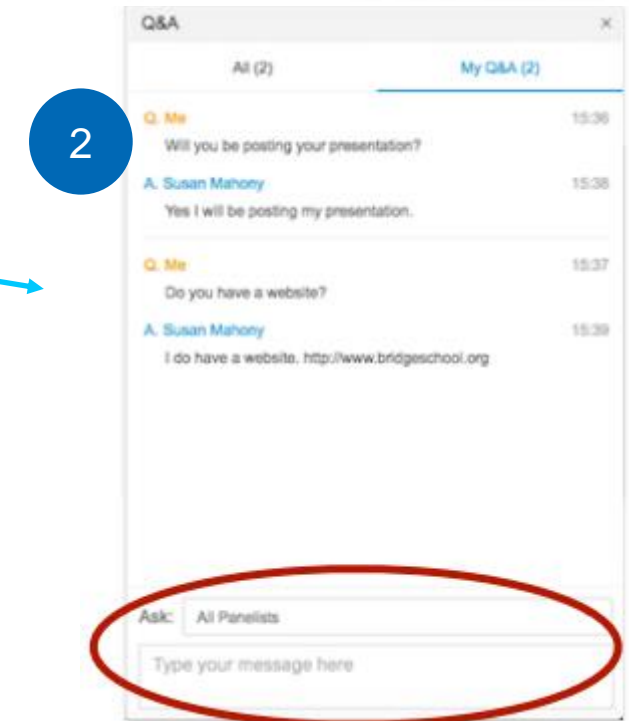 Q&A ×
All (2) My Q&A (2)
2
Q. Me 15:36
Will you be posting your presentation?
A. Susan Mahony 15:38
Yes I will be posting my presentation.
Q. Me 15:37
Do you have a website?
A. Susan Mahony 15:39
I do have a website. http://www.bridgeschool.org
Ask: All Panelists
Type your message here